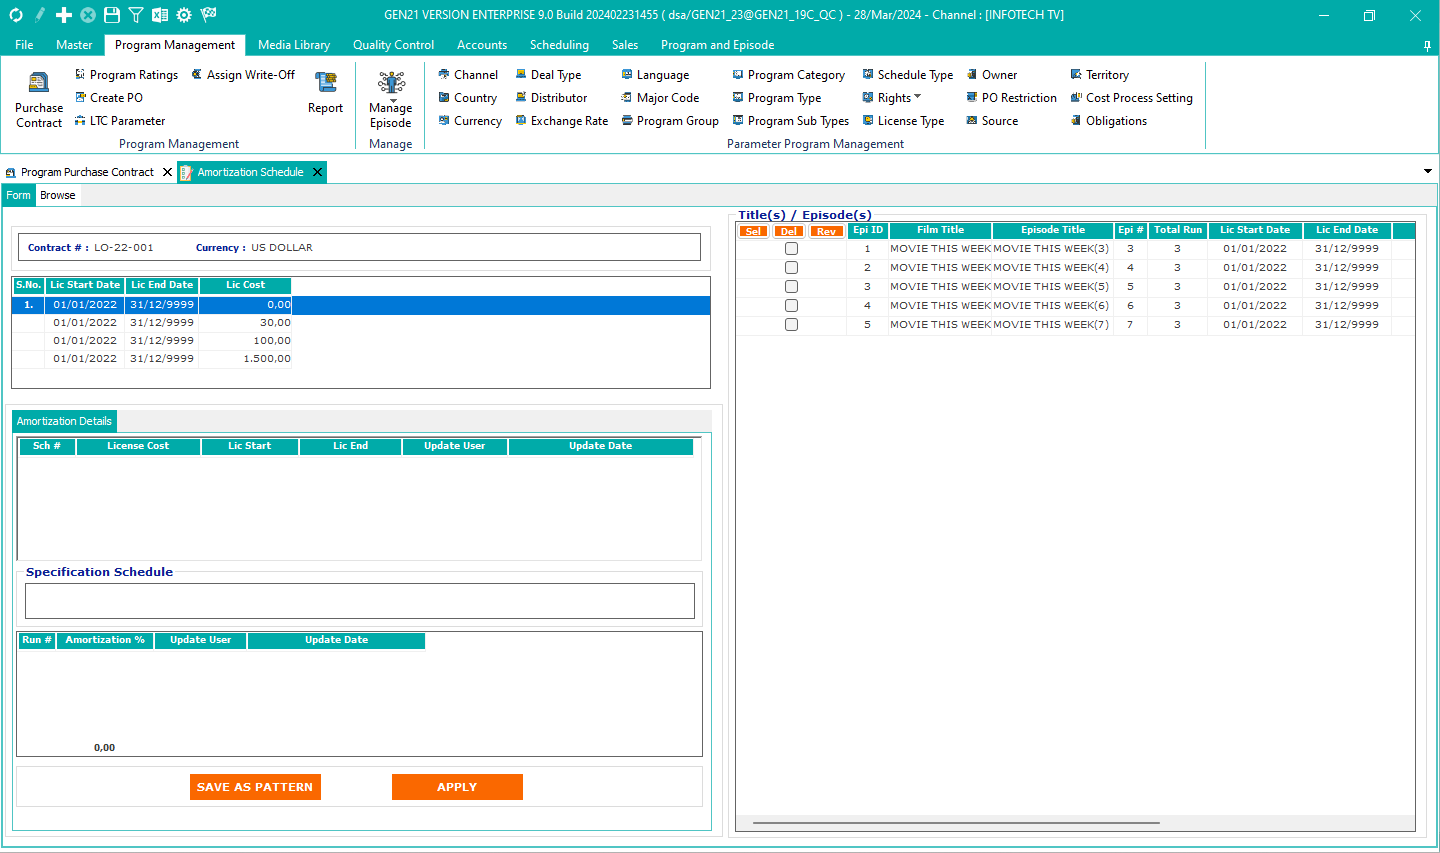 GEN21 VERSION ENTERPRISE 9.0 Build 202402231455 ( dsa/GEN21_23@GEN21_19C_QC ) - 28/Mar/2024 - Channel : [INFOTECH TV]
File Master Program Management Media Library Quality Control Accounts Scheduling Sales Program and Episode
Purchase Contract
Program Ratings
Create PO
LTC Parameter
Assign Write-Off
Report
Program Management
Manage Episode
Manage
Channel
Country
Currency
Deal Type
Distributor
Exchange Rate
Language
Major Code
Program Group
Program Category
Program Type
Program Sub Types
Schedule Type
Rights
License Type
Owner
PO Restriction
Source
Territory
Cost Process Setting
Obligations
Parameter Program Management
Program Purchase Contract Amortization Schedule
Form Browse
Contract # : LO-22-001 Currency : US DOLLAR
S.No. Lic Start Date Lic End Date Lic Cost
1. 01/01/2022 31/12/9999 0,00
01/01/2022 31/12/9999 30,00
01/01/2022 31/12/9999 100,00
01/01/2022 31/12/9999 1.500,00
Amortization Details
Sch # License Cost Lic Start Lic End Update User Update Date
Specification Schedule
Run # Amortization % Update User Update Date
0,00
SAVE AS PATTERN APPLY
Title(s) / Episode(s)
Sel Del Rev Epi ID Film Title Episode Title Epi # Total Run Lic Start Date Lic End Date
1 MOVIE THIS WEEK MOVIE THIS WEEK(3) 3 3 01/01/2022 31/12/9999
2 MOVIE THIS WEEK MOVIE THIS WEEK(4) 4 3 01/01/2022 31/12/9999
3 MOVIE THIS WEEK MOVIE THIS WEEK(5) 5 3 01/01/2022 31/12/9999
4 MOVIE THIS WEEK MOVIE THIS WEEK(6) 6 3 01/01/2022 31/12/9999
5 MOVIE THIS WEEK MOVIE THIS WEEK(7) 7 3 01/01/2022 31/12/9999